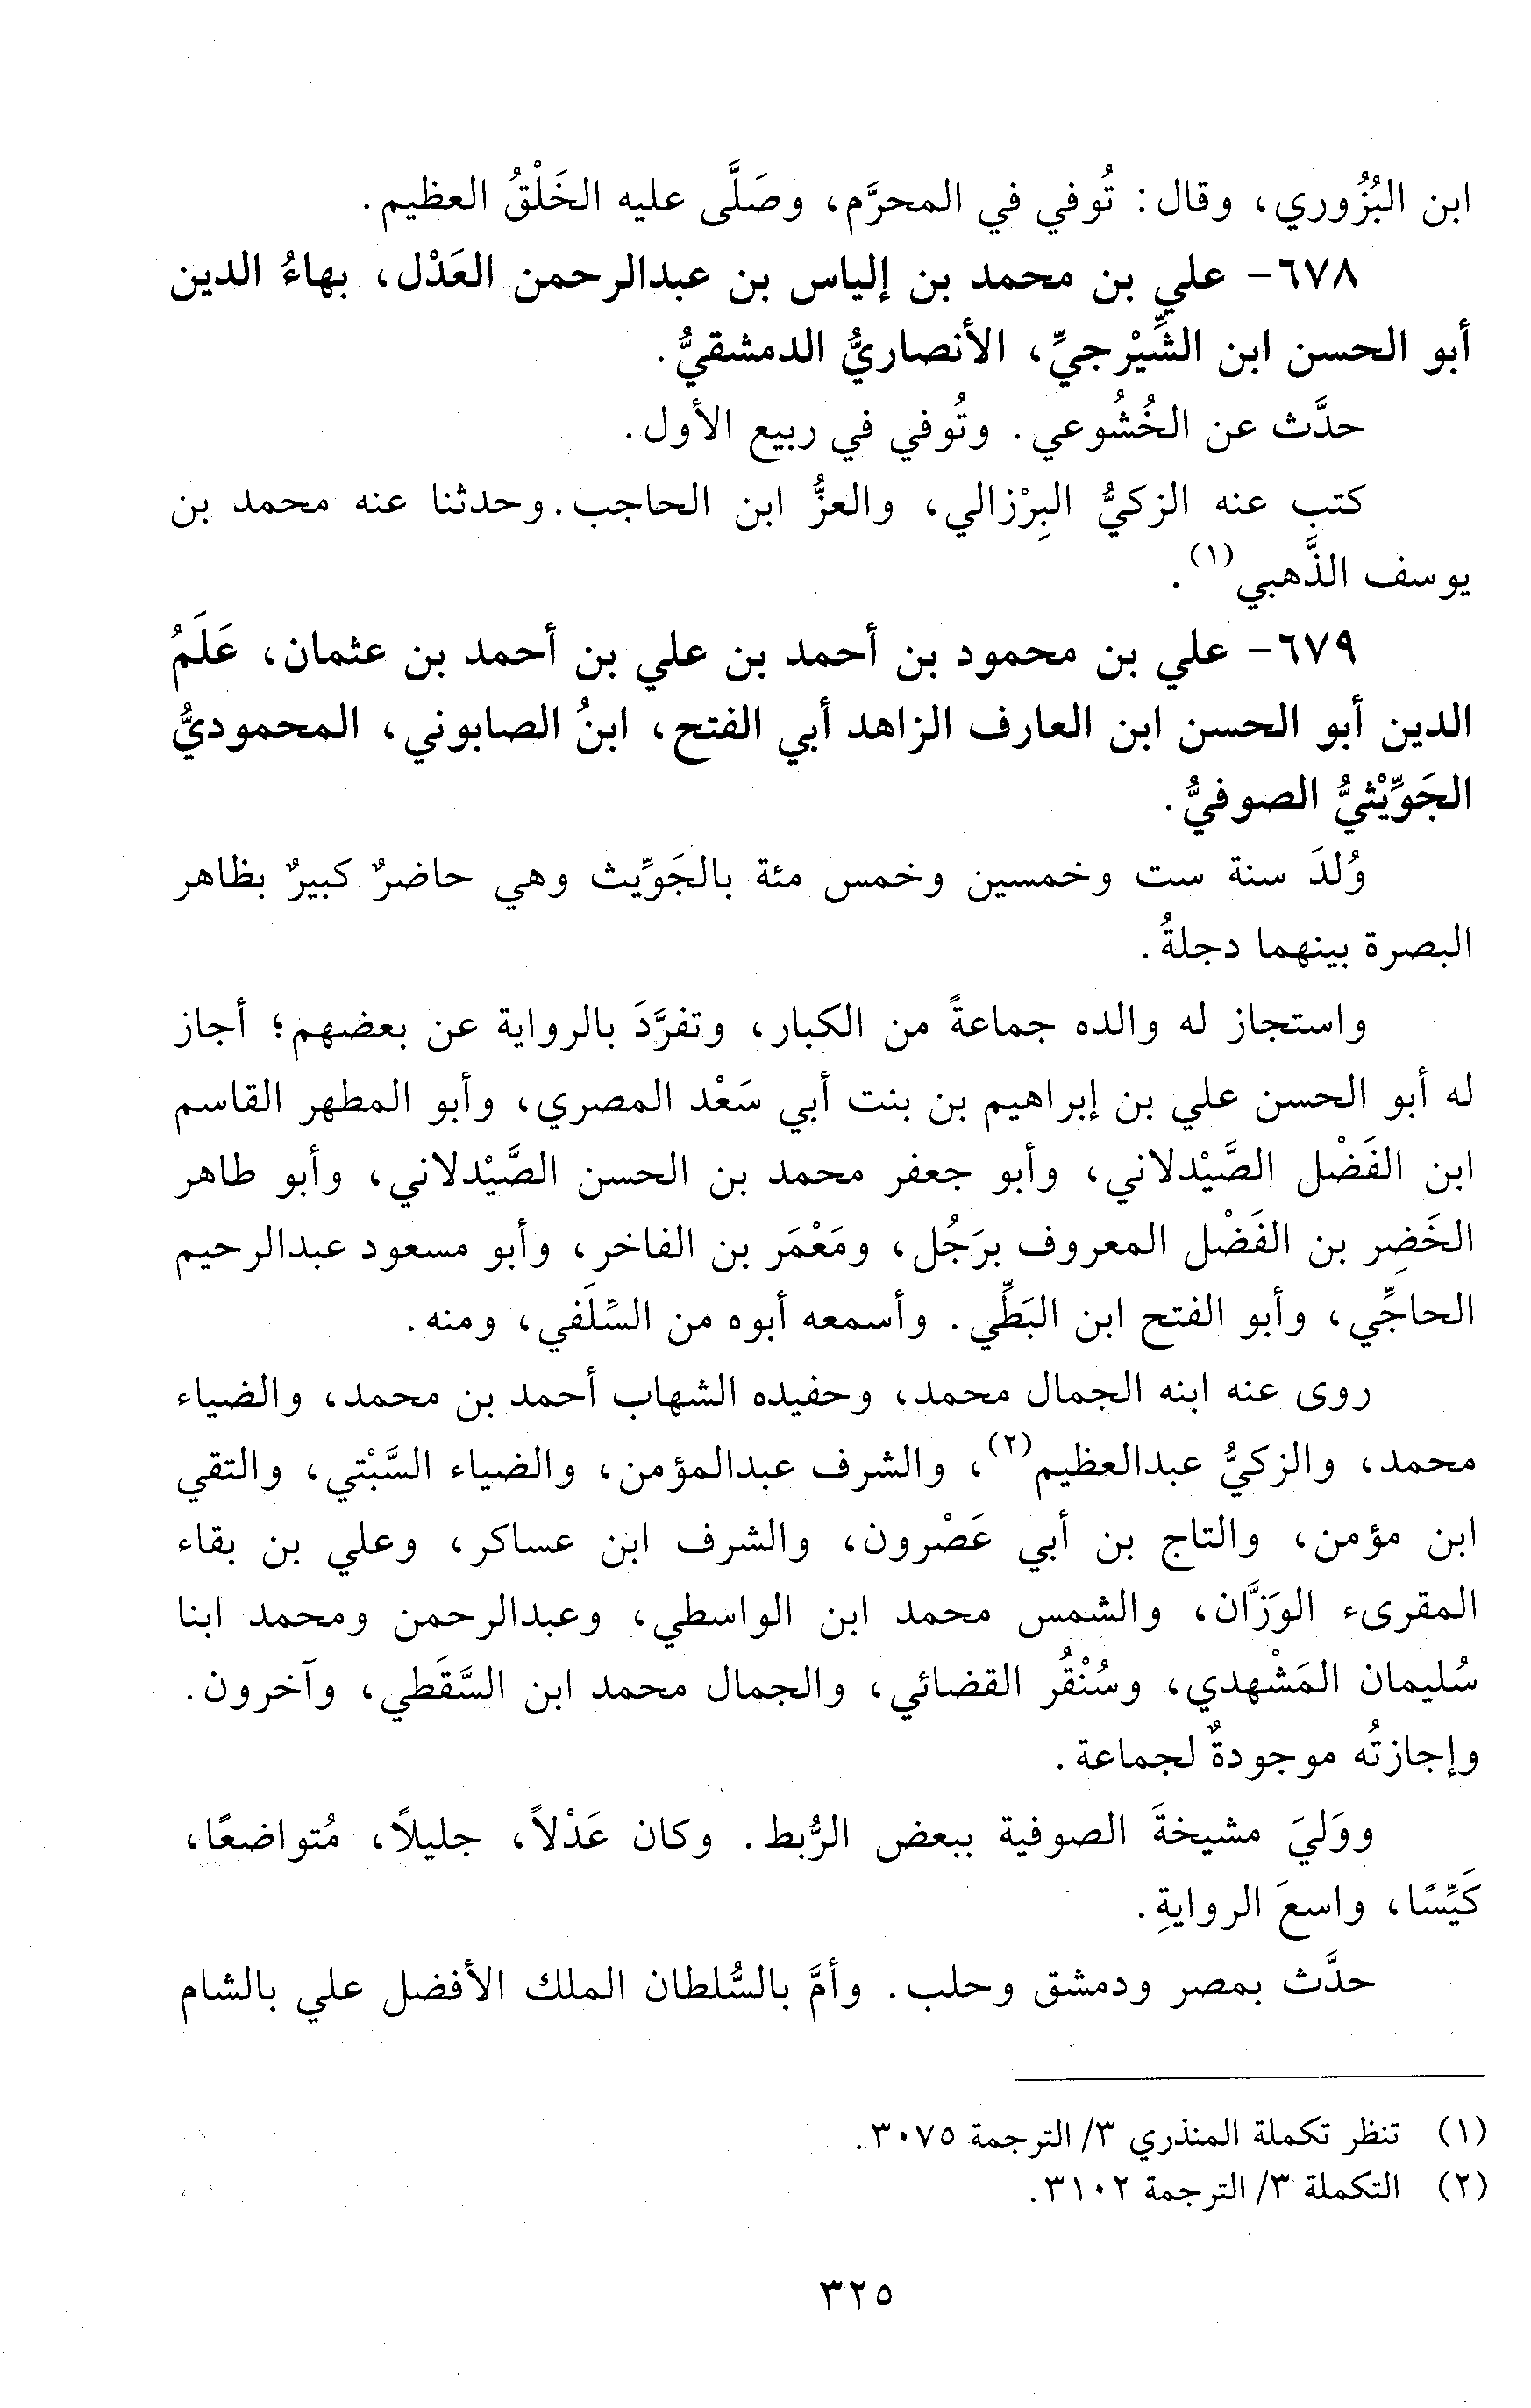 ابن البُزُوري، وقال: تُوفي في المحرَّم، وصَلَّى عليه الخَلْقُ العظيم.
٦٧٨- علي بن محمد بن إلياس بن عبدالرحمن العَدْل، بهاءُ الدين
أبو الحسن ابن الشِّيْرجيِّ، الأنصاريُّ الدمشقيُّ.
حدَّث عن الخُشُوعي. وتُوفي في ربيع الأول.
كتب عنه الزكيُّ البِرْزالي، والعزُّ ابن الحاجب. وحدثنا عنه محمد بن
يوسف الذَّهبي(١).
٦٧٩- علي بن محمود بن أحمد بن علي بن أحمد بن عثمان، عَلَمُ
الدين أبو الحسن ابن العارف الزاهد أبي الفتح، ابنُ الصابوني، المحموديُّ
الجَوِّيْثيُّ الصوفيُّ.
وُلدَ سنة ست وخمسين وخمس مئة بالجَوِّيث وهي حاضرٌ كبيرٌ بظاهر
البصرة بينهما دجلةُ.
واستجاز له والده جماعةً من الكبار، وتفرَّدَ بالرواية عن بعضهم؛ أجاز
له أبو الحسن علي بن إبراهيم بن بنت أبي سَعْد المصري، وأبو المطهر القاسم
ابن الفَضْل الصَّيْدلاني، وأبو جعفر محمد بن الحسن الصَّيْدلاني، وأبو طاهر
الخَضِر بن الفَضْل المعروف برَجُل، ومَعْمَر بن الفاخر، وأبو مسعود عبدالرحيم
الحاجِّي، وأبو الفتح ابن البَطِّي. وأسمعه أبوه من السِّلَفي، ومنه.
روى عنه ابنه الجمال محمد، وحفيده الشهاب أحمد بن محمد، والضياء
محمد، والزكيُّ عبدالعظيم(٢)، والشرف عبدالمؤمن، والضياء السَّبْتي، والتقي
ابن مؤمن، والتاج بن أبي عَصْرون، والشرف ابن عساكر، وعلي بن بقاء
المقرىء الوَزَّان، والشمس محمد ابن الواسطي، وعبدالرحمن ومحمد ابنا
سُليمان المَشْهدي، وسُنْقُر القضائي، والجمال محمد ابن السَّقَطي، وآخرون.
وإجازتُه موجودةٌ لجماعة.
ووَليَ مشيخةَ الصوفية ببعض الرُّبط. وكان عَدْلاً، جليلاً، مُتواضعًا،
كَيِّسًا، واسعَ الروايةِ.
حدَّث بمصر ودمشق وحلب. وأمَّ بالسُّلطان الملك الأفضل علي بالشام
(١) تنظر تكملة المنذري ٣/ الترجمة ٣٠٧٥.
(٢) التكملة ٣/ الترجمة ٣١٠٢.
٣٢٥